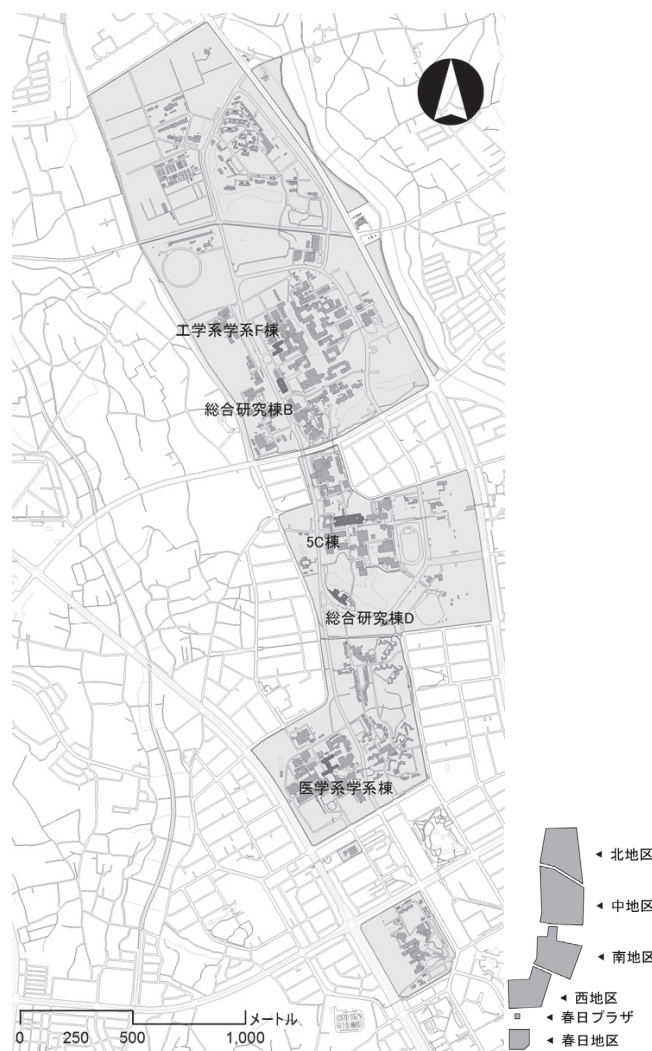 工学系学系F棟
総合研究棟B
5C棟
総合研究棟D
医学系学系棟
北地区
中地区
南地区
西地区
春日プラザ
春日地区
メートル
0 250 500 1,000